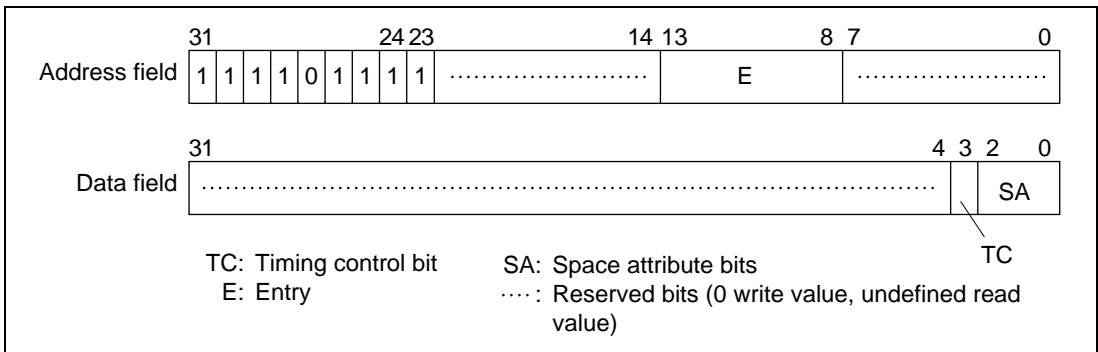 31 24 23 14 13 8 7 0
Address field 1 1 1 1 0 1 1 1 1 ........................ E .......................
31 4 3 2 0
Data field ........................................................................................ SA
TC
TC: Timing control bit SA: Space attribute bits
E: Entry ····: Reserved bits (0 write value, undefined read
value)